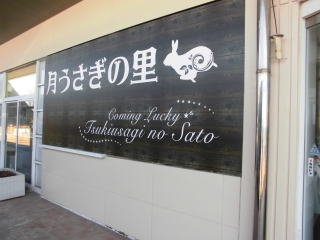 月うさぎの里
Coming Lucky
Tsukiusagi no Sato